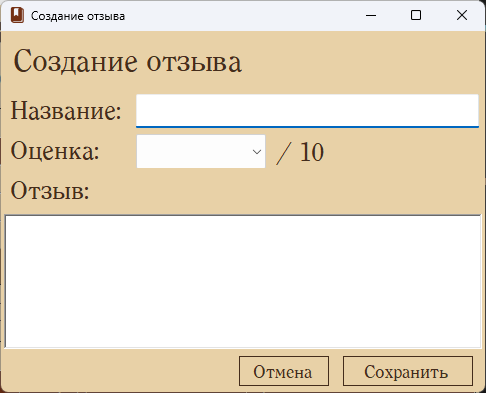 Создание отзыва
Создание отзыва
Название:
Оценка:
/ 10
Отзыв:
Отмена
Сохранить